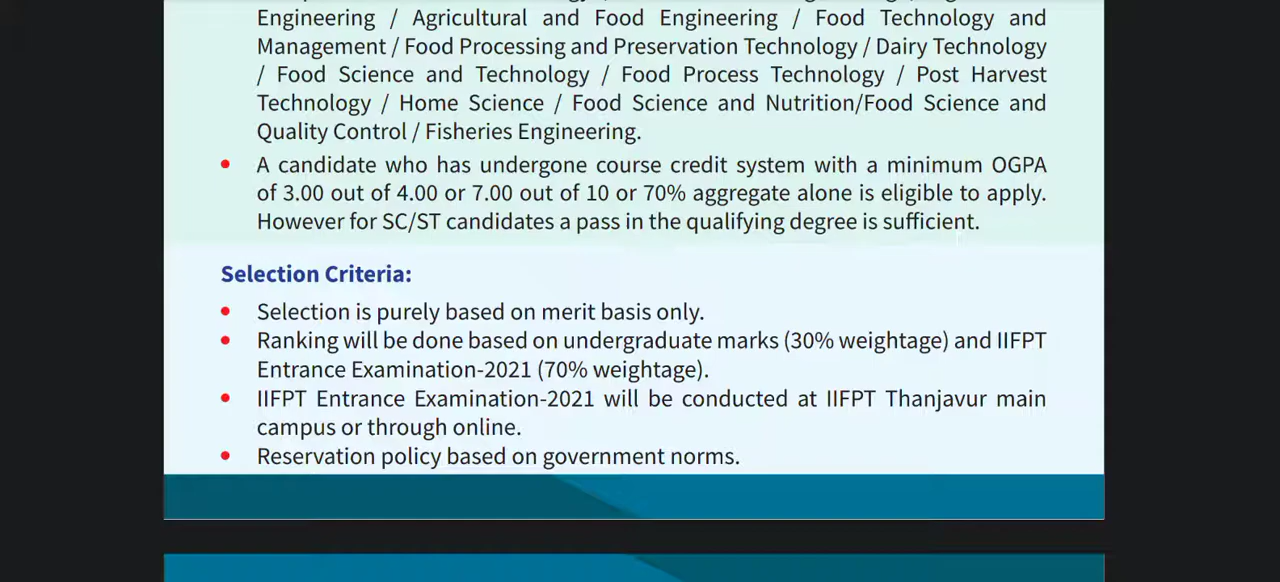 Engineering / Agricultural and Food Engineering / Food Technology and
Management / Food Processing and Preservation Technology / Dairy Technology
/ Food Science and Technology / Food Process Technology / Post Harvest
Technology / Home Science / Food Science and Nutrition/Food Science and
Quality Control / Fisheries Engineering.
• A candidate who has undergone course credit system with a minimum OGPA
of 3.00 out of 4.00 or 7.00 out of 10 or 70% aggregate alone is eligible to apply.
However for SC/ST candidates a pass in the qualifying degree is sufficient.
Selection Criteria:
• Selection is purely based on merit basis only.
• Ranking will be done based on undergraduate marks (30% weightage) and IIFPT
Entrance Examination-2021 (70% weightage).
• IIFPT Entrance Examination-2021 will be conducted at IIFPT Thanjavur main
campus or through online.
• Reservation policy based on government norms.